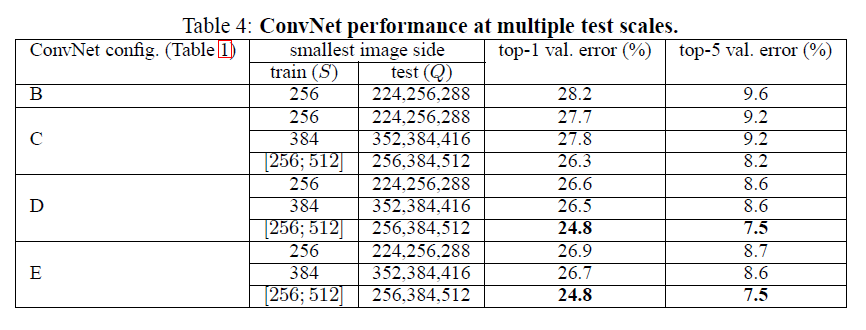 Table 4: ConvNet performance at multiple test scales.
ConvNet config. (Table 1) smallest image side top-1 val. error (%) top-5 val. error (%)
train (S) test (Q)
B 256 224,256,288 28.2 9.6
256 224,256,288 27.7 9.2
C 384 352,384,416 27.8 9.2
[256; 512] 256,384,512 26.3 8.2
256 224,256,288 26.6 8.6
D 384 352,384,416 26.5 8.6
[256; 512] 256,384,512 24.8 7.5
256 224,256,288 26.9 8.7
E 384 352,384,416 26.7 8.6
[256; 512] 256,384,512 24.8 7.5